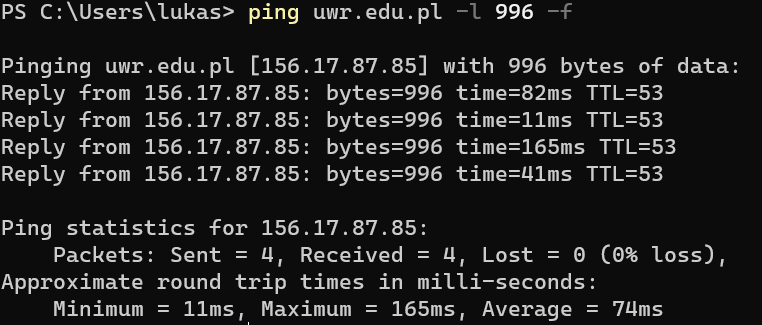 PS C:\Users\lukas> ping uwr.edu.pl -l 996 -f
Pinging uwr.edu.pl [156.17.87.85] with 996 bytes of data:
Reply from 156.17.87.85: bytes=996 time=82ms TTL=53
Reply from 156.17.87.85: bytes=996 time=11ms TTL=53
Reply from 156.17.87.85: bytes=996 time=165ms TTL=53
Reply from 156.17.87.85: bytes=996 time=41ms TTL=53
Ping statistics for 156.17.87.85:
    Packets: Sent = 4, Received = 4, Lost = 0 (0% loss),
Approximate round trip times in milli-seconds:
    Minimum = 11ms, Maximum = 165ms, Average = 74ms